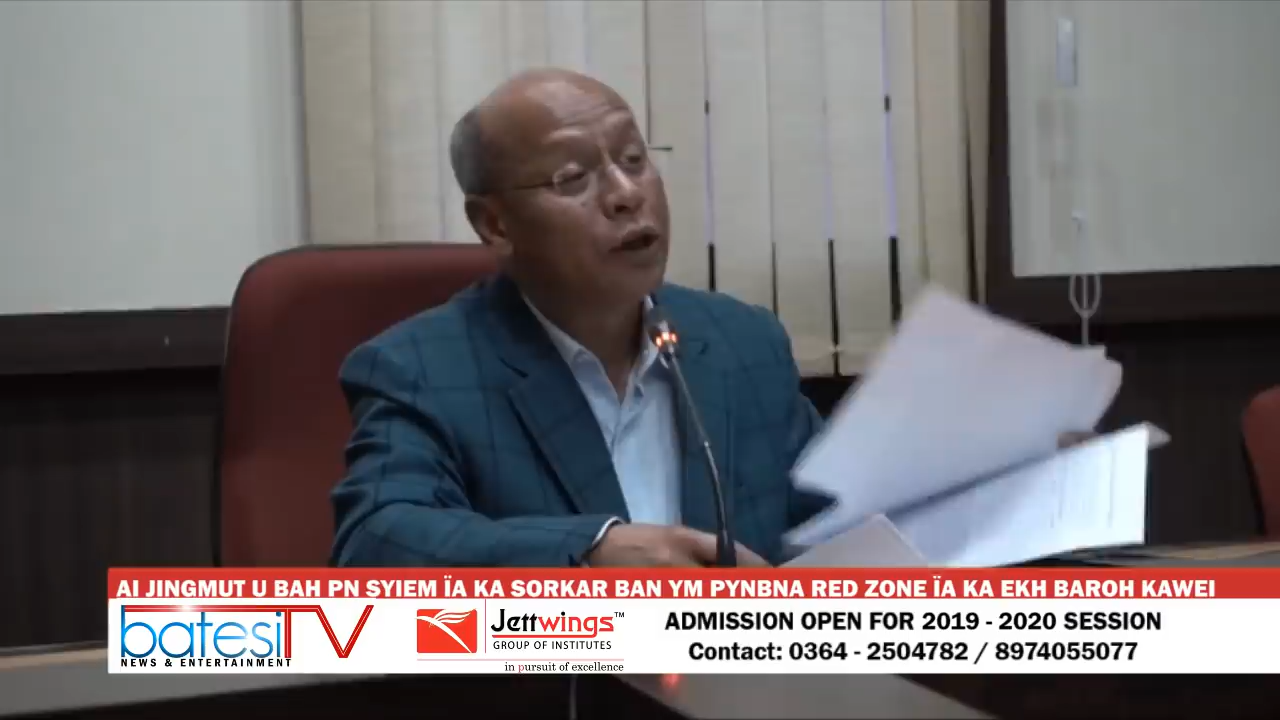 AI JINGMUT U BAH PN SYIEM ÏA KA SORKAR BAN YM PYNBNA RED ZONE ÏA KA EKH BAROH KAWEI
batesi TV
NEWS & ENTERTAINMENT
Jettwings™
GROUP OF INSTITUTES
in pursuit of excellence
ADMISSION OPEN FOR 2019 - 2020 SESSION
Contact: 0364 - 2504782 / 8974055077